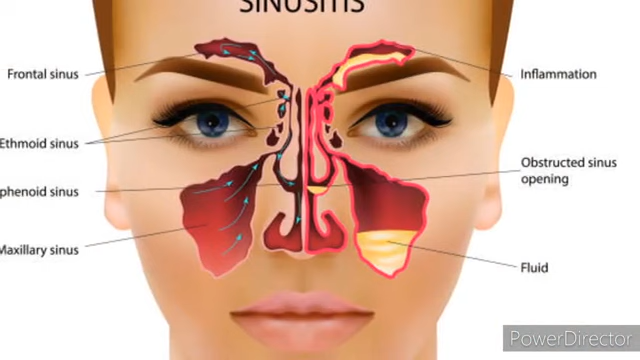 SINUSITIS
Frontal sinus
Ethmoid sinus
phenoid sinus
Maxillary sinus
Inflammation
Obstructed sinus
opening
Fluid
PowerDirector